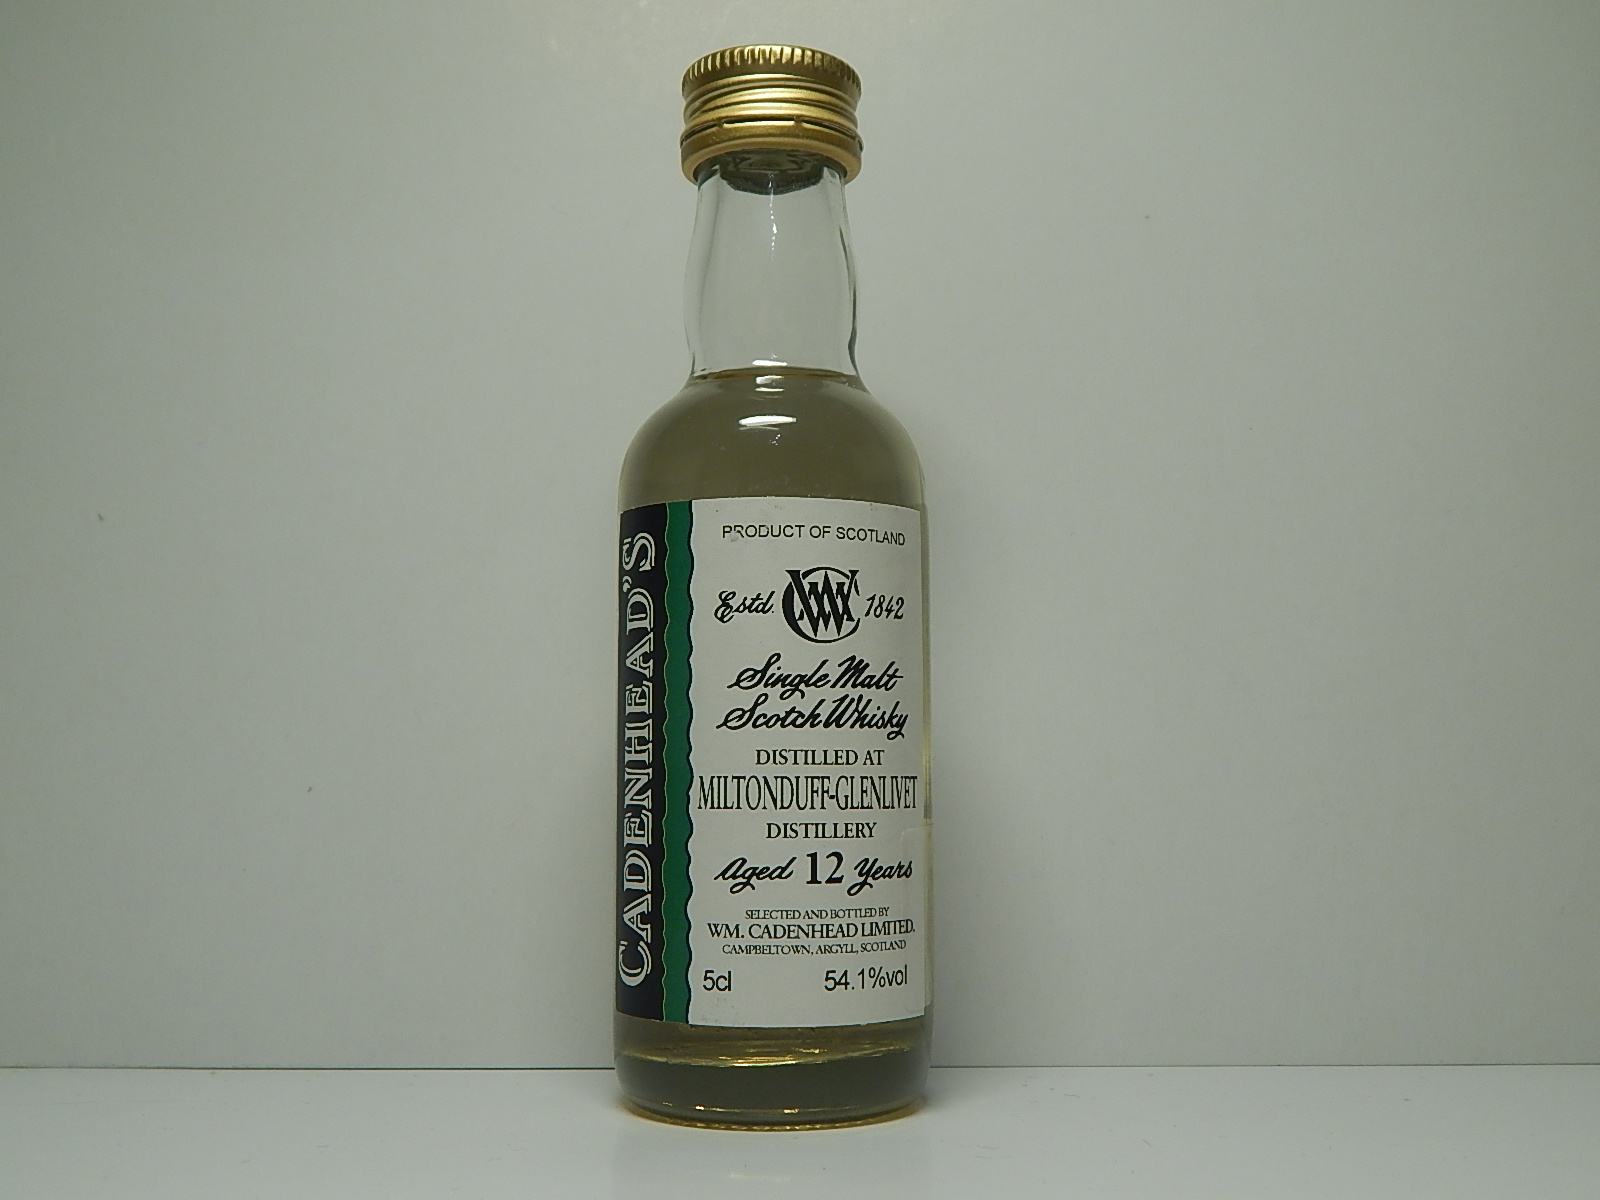 CADENHEAD'S
PRODUCT OF SCOTLAND
Estd. 1842
Single Malt
Scotch Whisky
DISTILLED AT
MILTONDUFF-GLENLIVET
DISTILLERY
Aged 12 Years
SELECTED AND BOTTLED BY
WM. CADENHEAD LIMITED.
CAMPBELTOWN, ARGYLL, SCOTLAND
5cl 54.1%vol